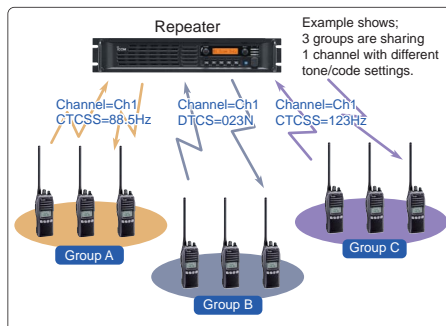 Repeater
Example shows;
3 groups are sharing
1 channel with different
tone/code settings.
Channel=Ch1
CTCSS=88.5Hz
Channel=Ch1
DTCS=023N
Channel=Ch1
CTCSS=123Hz
Group A
Group B
Group C